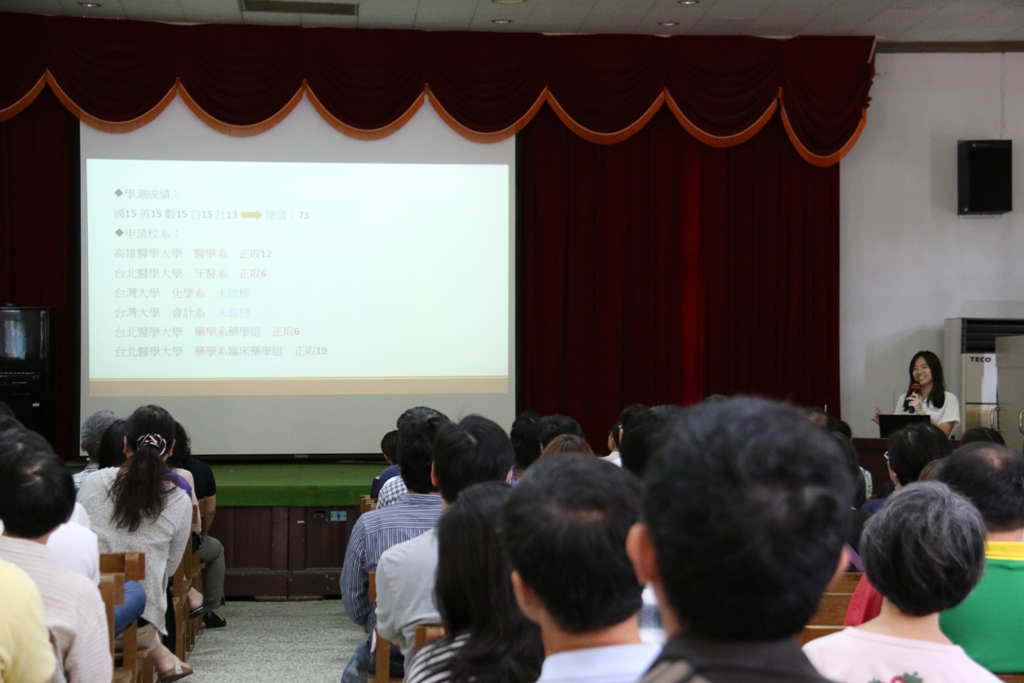 ◆學測成績：
國15 英15 數15 自15 社13 ➡ 總級：73
◆申請校系：
高雄醫學大學 醫學系 正取12
台北醫學大學 牙醫系 正取6
台灣大學 化學系 未放榜
台灣大學 會計系 未放榜
台北醫學大學 藥學系藥學組 正取6
台北醫學大學 藥學系臨床藥學組 正取19
TECO